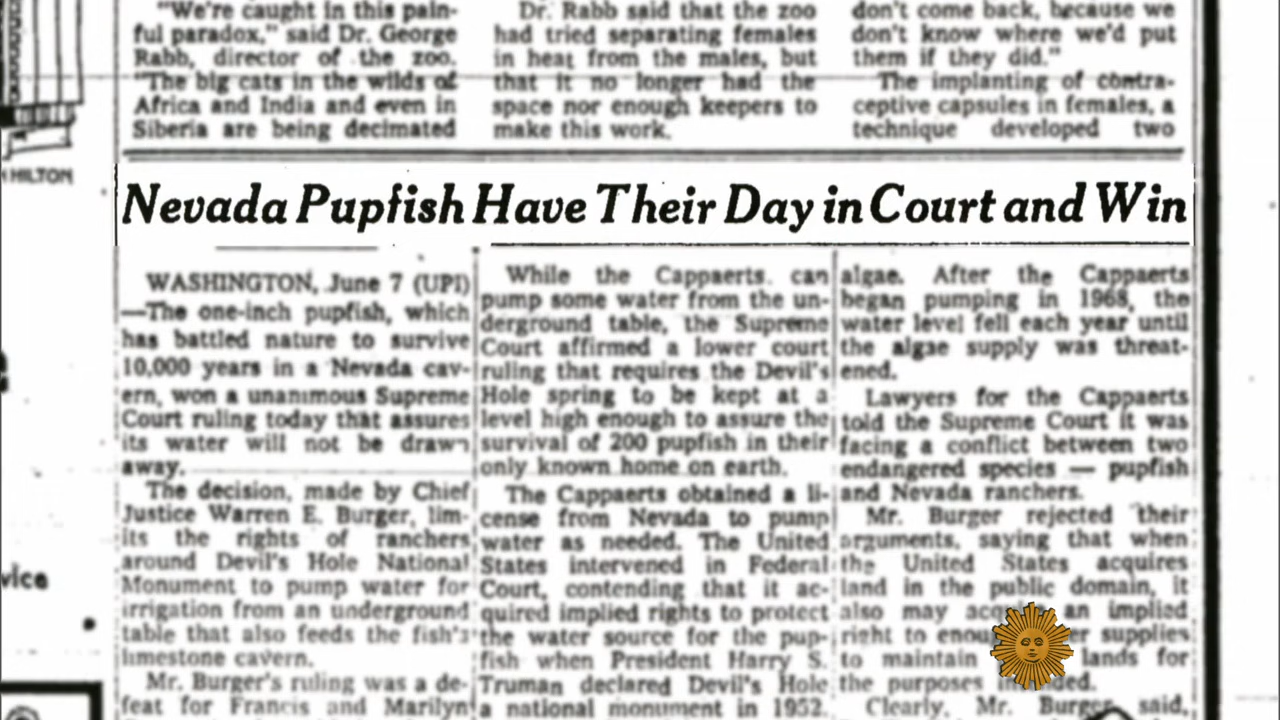 "We're caught in this pain-
ful paradox," said Dr. George
Rabb, director of the zoo.
"The big cats in the wilds of
Africa and India and even in
Siberia are being decimated
Dr. Rabb said that the zoo
had tried separating females
in heat from the males, but
that it no longer had the
space nor enough keepers to
make this work.
don't come back, because we
don't know where we'd put
them if they did."
The implanting of contra-
ceptive capsules in females, a
technique developed two
HILTON
Nevada Pupfish Have Their Day in Court and Win
WASHINGTON, June 7 (UPI)
—The one-inch pupfish, which
has battled nature to survive
10,000 years in a Nevada cav-
ern, won a unanimous Supreme
Court ruling today that assures
its water will not be drawn
away.
The decision, made by Chief
Justice Warren E. Burger, lim-
its the rights of ranchers
around Devil's Hole National
Monument to pump water for
irrigation from an underground
table that also feeds the fish's
limestone cavern.
Mr. Burger's ruling was a de-
feat for Francis and Marilyn
While the Cappaerts can
pump some water from the un-
derground table, the Supreme
Court affirmed a lower court
ruling that requires the Devil's
Hole spring to be kept at a
level high enough to assure the
survival of 200 pupfish in their
only known home on earth.
The Cappaerts obtained a li-
cense from Nevada to pump
water as needed. The United
States intervened in Federal
Court, contending that it ac-
quired implied rights to protect
the water source for the pup-
fish when President Harry S.
Truman declared Devil's Hole
a national monument in 1952.
algae. After the Cappaerts
began pumping in 1968, the
water level fell each year until
the algae supply was threat-
ened.
Lawyers for the Cappaerts
told the Supreme Court it was
facing a conflict between two
endangered species — pupfish
and Nevada ranchers.
Mr. Burger rejected their
arguments, saying that when
the United States acquires
land in the public domain, it
also may an implied
right to supplies
to maintain lands for
the purposes
Clearly, Mr. Burger said,
vice